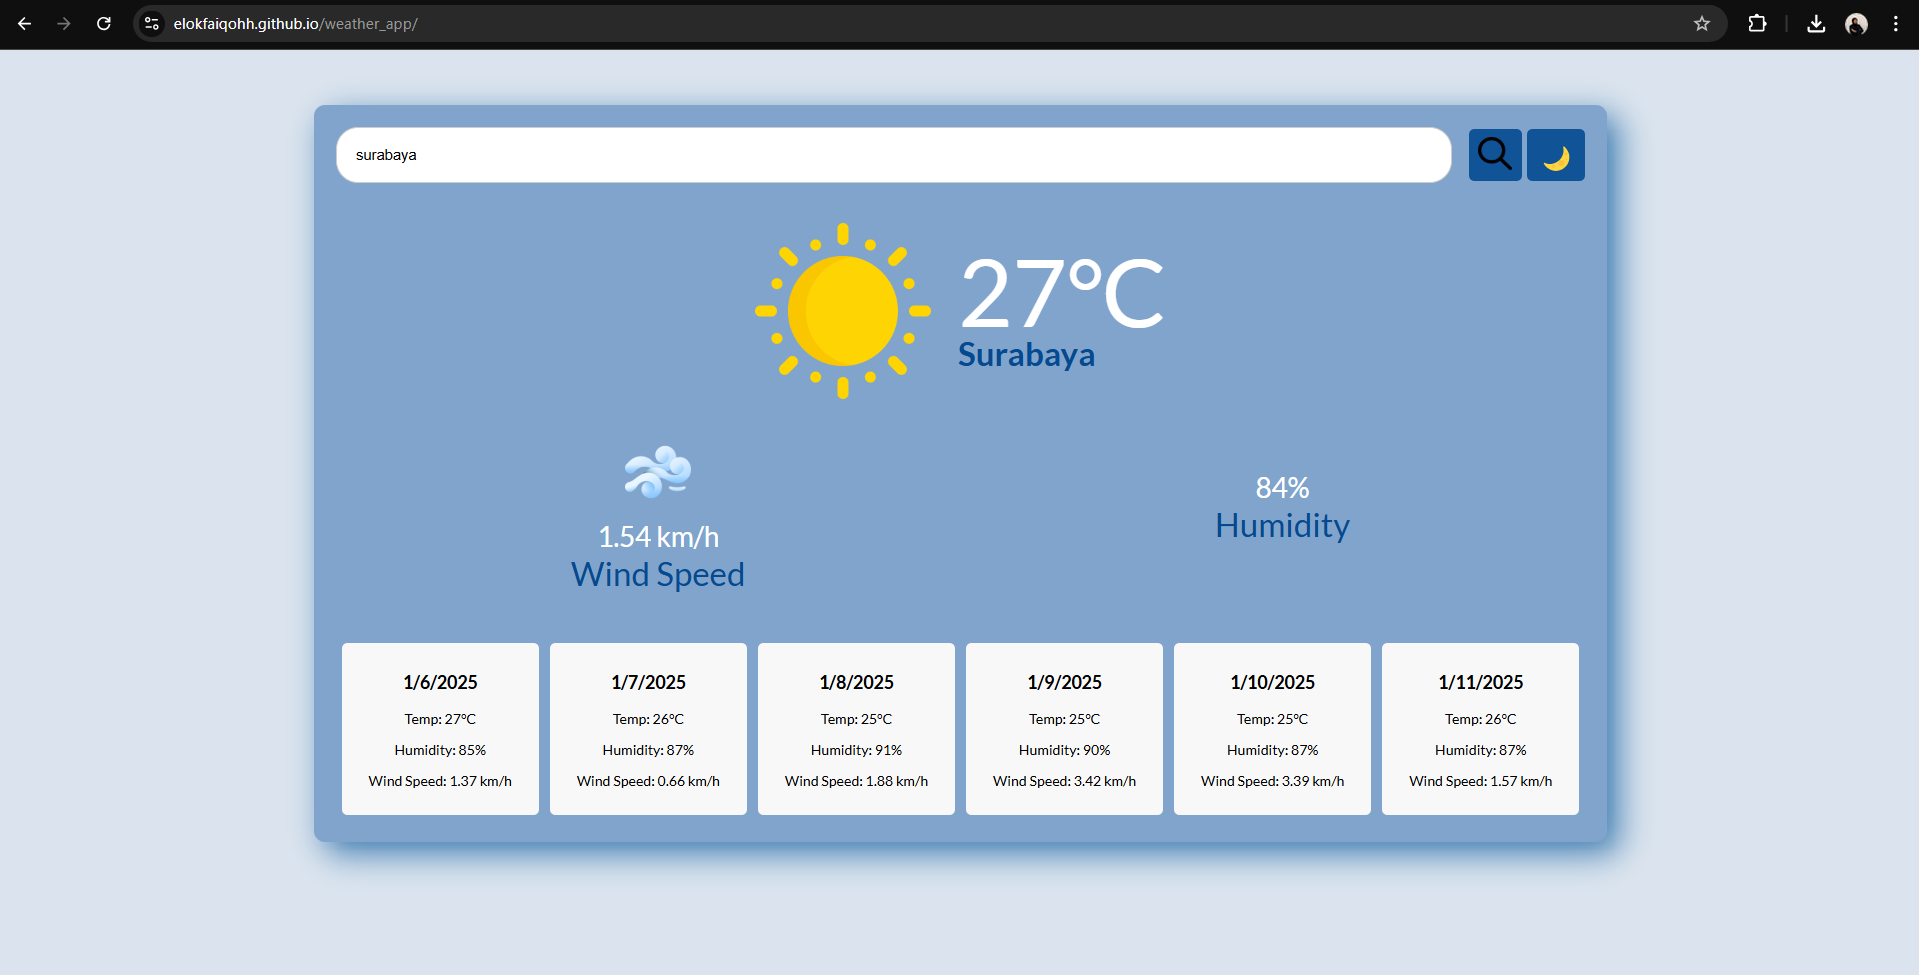 elokfaiqohh.github.io/weather_app/
surabaya
27°C
Surabaya
1.54 km/h
Wind Speed
84%
Humidity
1/6/2025
Temp: 27°C
Humidity: 85%
Wind Speed: 1.37 km/h
1/7/2025
Temp: 26°C
Humidity: 87%
Wind Speed: 0.66 km/h
1/8/2025
Temp: 25°C
Humidity: 91%
Wind Speed: 1.88 km/h
1/9/2025
Temp: 25°C
Humidity: 90%
Wind Speed: 3.42 km/h
1/10/2025
Temp: 25°C
Humidity: 87%
Wind Speed: 3.39 km/h
1/11/2025
Temp: 26°C
Humidity: 87%
Wind Speed: 1.57 km/h